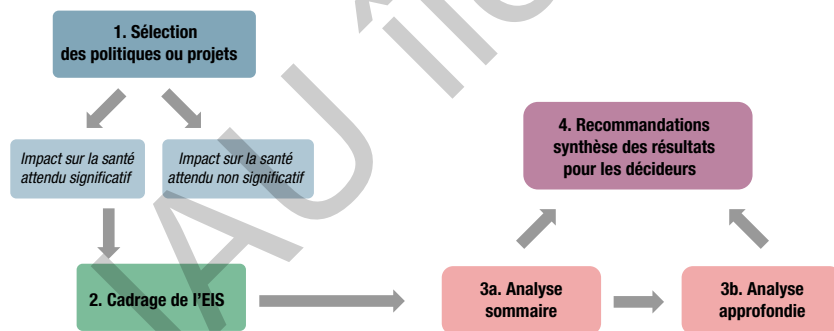 1. Sélection
des politiques ou projets
Impact sur la santé
attendu significatif
Impact sur la santé
attendu non significatif
2. Cadrage de l'EIS
3a. Analyse
sommaire
3b. Analyse
approfondie
4. Recommandations
synthèse des résultats
pour les décideurs